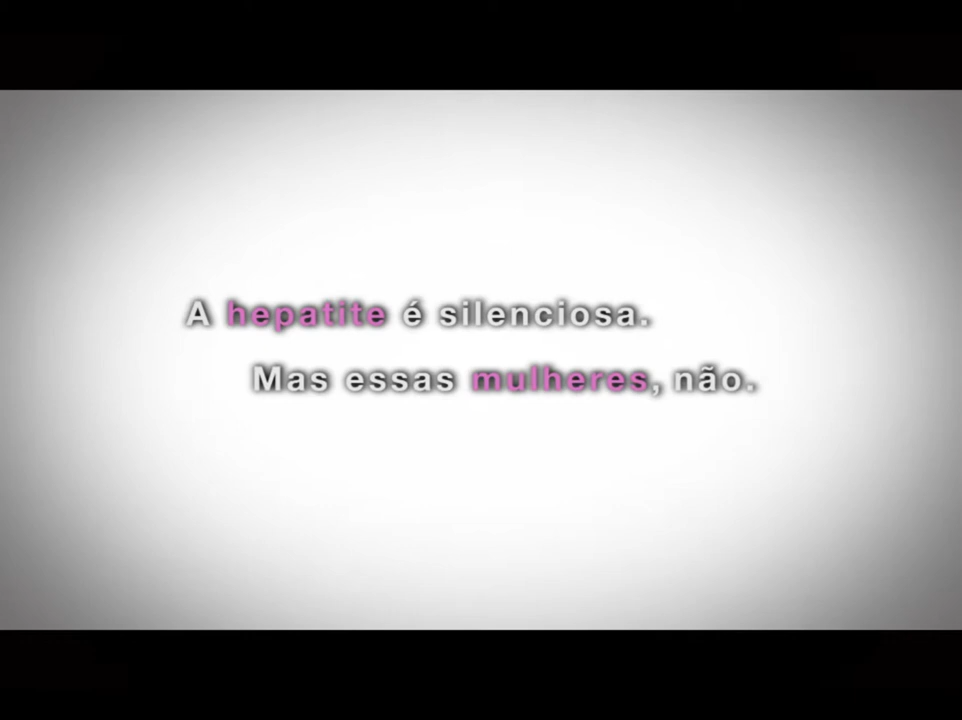 A hepatite é silenciosa.
Mas essas mulheres, não.